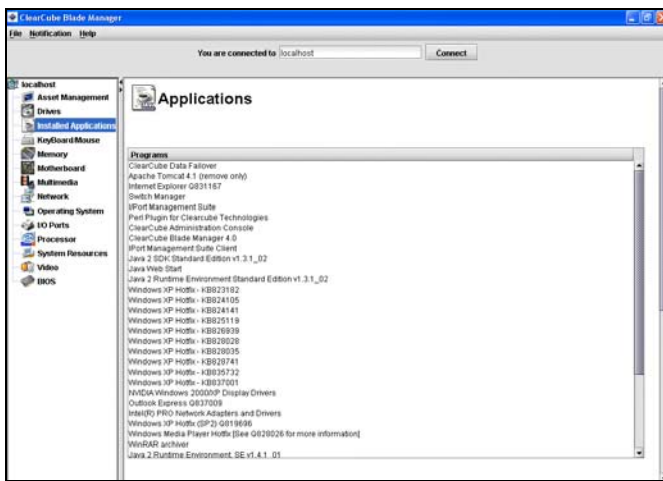 ClearCube Blade Manager
File Notification Help
You are connected to localhost Connect
localhost
Asset Management
Drives
Installed Applications
KeyBoard/Mouse
Memory
Motherboard
Multimedia
Network
Operating System
I/O Ports
Processor
System Resources
Video
BIOS
Applications
Programs
ClearCube Data Failover
Apache Tomcat 4.1 (remove only)
Internet Explorer Q831167
Switch Manager
I/Port Management Suite
Perl Plugin for Clearcube Technologies
ClearCube Administration Console
ClearCube Blade Manager 4.0
IPort Management Suite Client
Java 2 SDK Standard Edition v1.3.1_02
Java Web Start
Java 2 Runtime Environment Standard Edition v1.3.1_02
Windows XP Hotfix - KB823182
Windows XP Hotfix - KB824105
Windows XP Hotfix - KB824141
Windows XP Hotfix - KB825119
Windows XP Hotfix - KB826939
Windows XP Hotfix - KB828028
Windows XP Hotfix - KB828035
Windows XP Hotfix - KB828741
Windows XP Hotfix - KB835732
Windows XP Hotfix - KB837001
NVIDIA Windows 2000/XP Display Drivers
Outlook Express Q837009
Intel(R) PRO Network Adapters and Drivers
Windows XP Hotfix (SP2) Q819696
Windows Media Player Hotfix [See Q828026 for more information]
WinRAR archiver
Java 2 Runtime Environment, SE v1.4.1_01